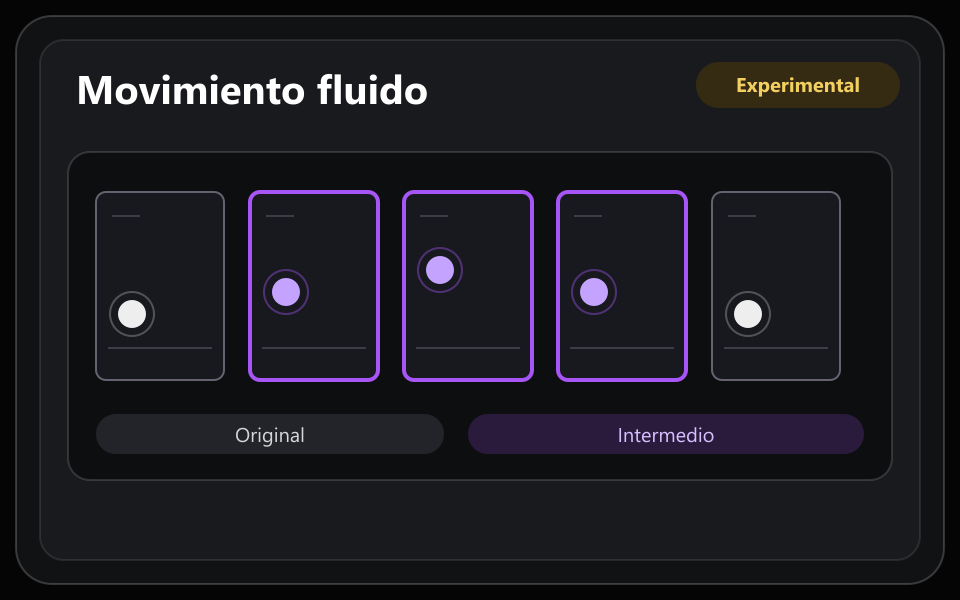 Movimiento fluido
Experimental
Original
Intermedio